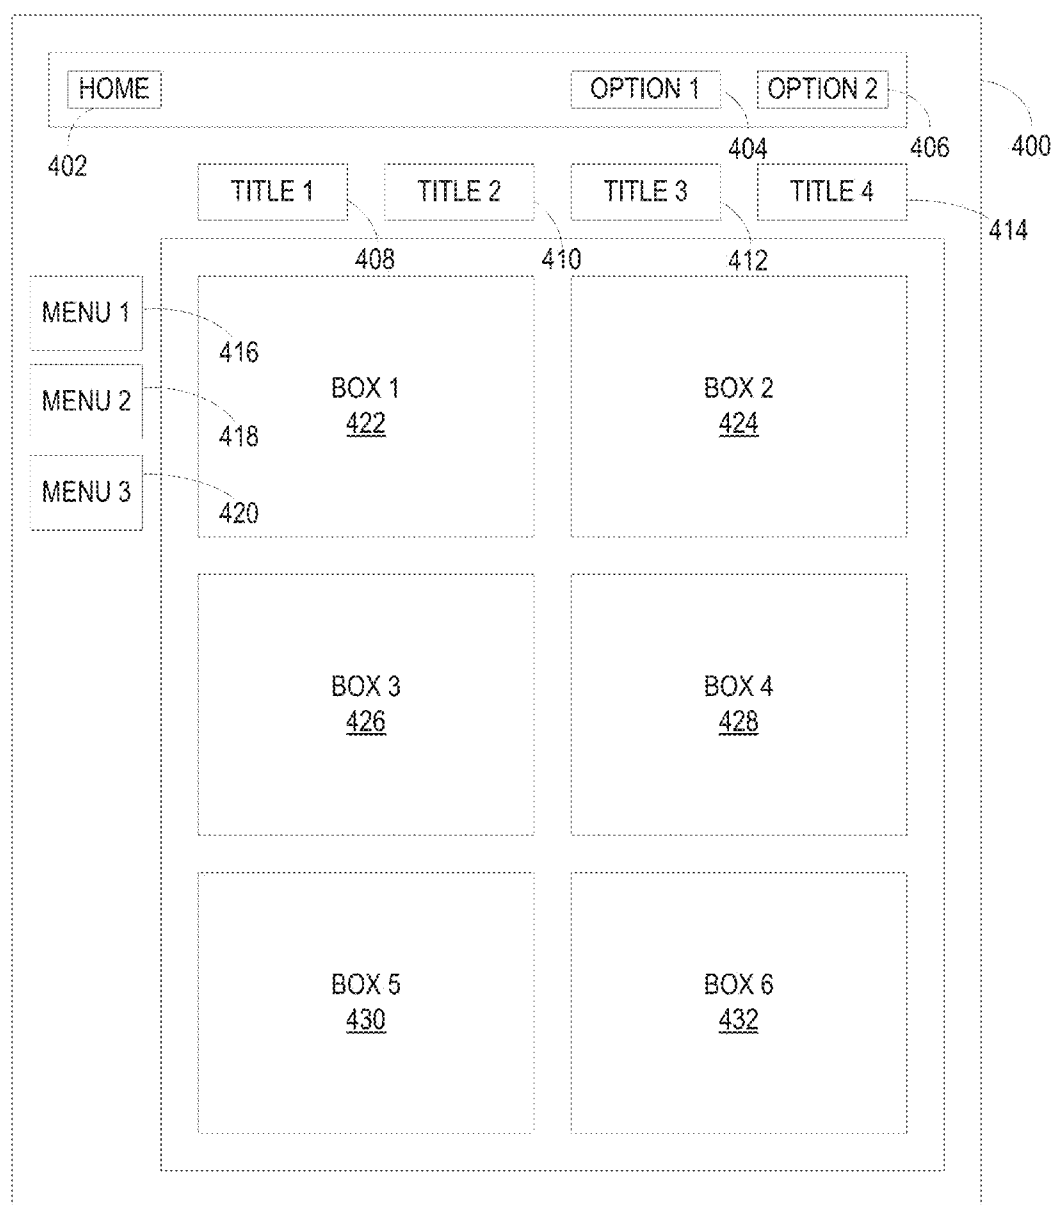 HOME OPTION 1 OPTION 2
402 404 406 400
TITLE 1 TITLE 2 TITLE 3 TITLE 4
408 410 412 414
MENU 1
416
MENU 2
418
MENU 3
420
BOX 1
422
BOX 2
424
BOX 3
426
BOX 4
428
BOX 5
430
BOX 6
432